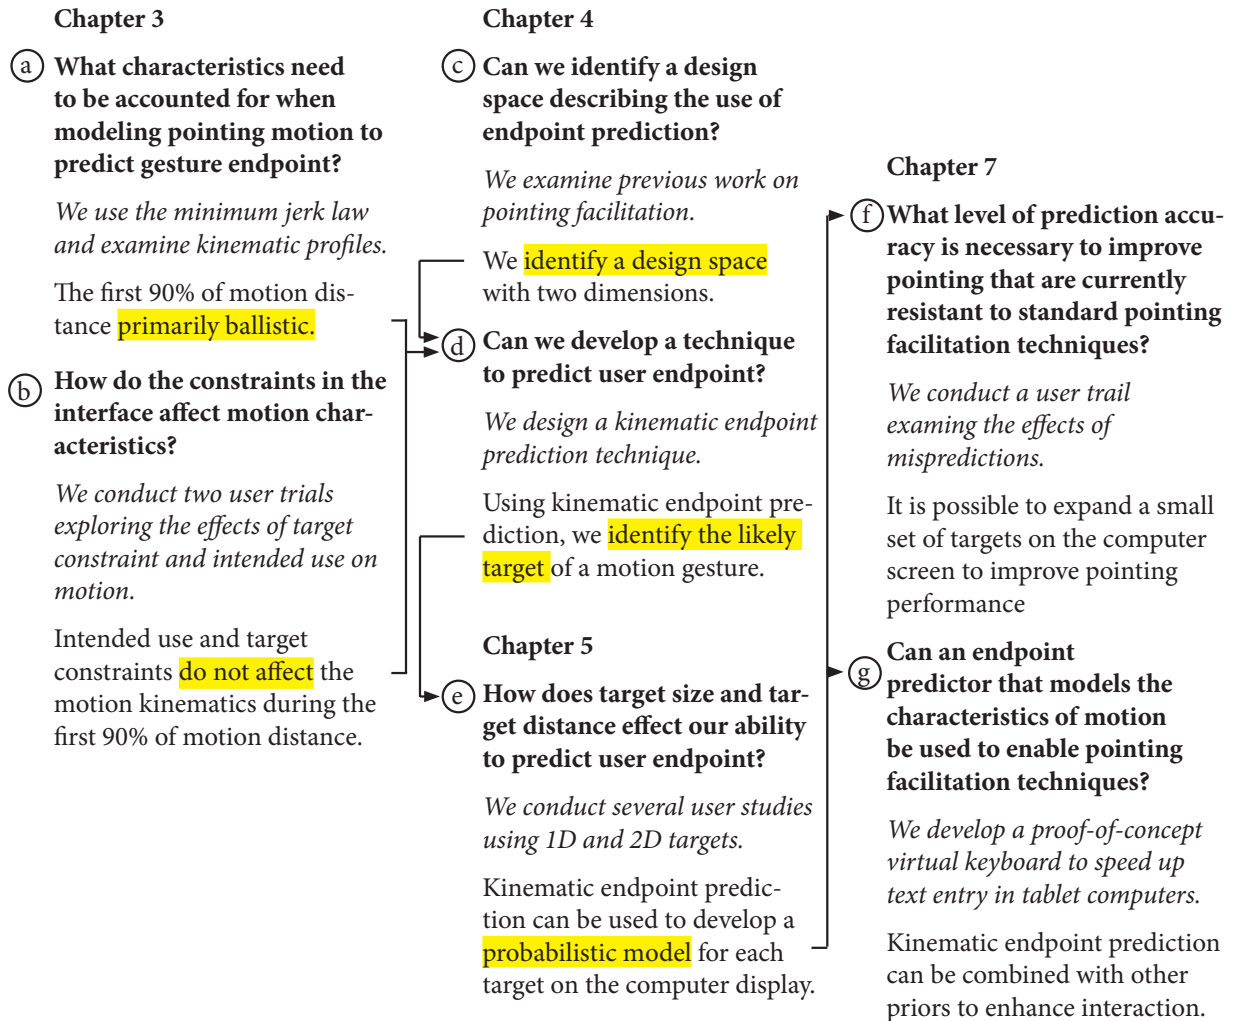 Chapter 3
a
What characteristics need
to be accounted for when
modeling pointing motion to
predict gesture endpoint?
We use the minimum jerk law
and examine kinematic profiles.
The first 90% of motion dis-
tance primarily ballistic.
b
How do the constraints in the
interface affect motion char-
acteristics?
We conduct two user trials
exploring the effects of target
constraint and intended use on
motion.
Intended use and target
constraints do not affect the
motion kinematics during the
first 90% of motion distance.
Chapter 4
c
Can we identify a design
space describing the use of
endpoint prediction?
We examine previous work on
pointing facilitation.
We identify a design space
with two dimensions.
d
Can we develop a technique
to predict user endpoint?
We design a kinematic endpoint
prediction technique.
Using kinematic endpoint pre-
diction, we identify the likely
target of a motion gesture.
Chapter 5
e
How does target size and tar-
get distance effect our ability
to predict user endpoint?
We conduct several user studies
using 1D and 2D targets.
Kinematic endpoint predic-
tion can be used to develop a
probabilistic model for each
target on the computer display.
Chapter 7
f
What level of prediction accu-
racy is necessary to improve
pointing that are currently
resistant to standard pointing
facilitation techniques?
We conduct a user trail
examing the effects of
mispredictions.
It is possible to expand a small
set of targets on the computer
screen to improve pointing
performance
g
Can an endpoint
predictor that models the
characteristics of motion
be used to enable pointing
facilitation techniques?
We develop a proof-of-concept
virtual keyboard to speed up
text entry in tablet computers.
Kinematic endpoint prediction
can be combined with other
priors to enhance interaction.